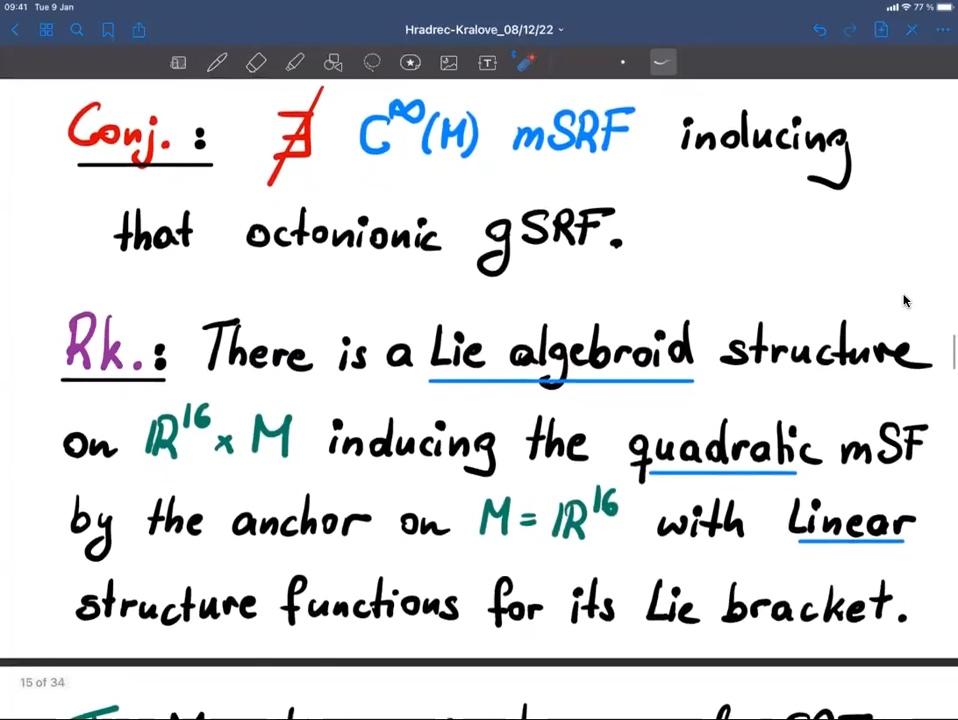 09:41 Tue 9 Jan
77 %
Hradrec-Kralove_08/12/22
Conj. : ∄ C^∞(M) mSRF inducing
that octonionic gSRF.
Rk.: There is a Lie algebroid structure
on ℝ^16 × M inducing the quadratic mSF
by the anchor on M = ℝ^16 with Linear
structure functions for its Lie bracket.
15 of 34